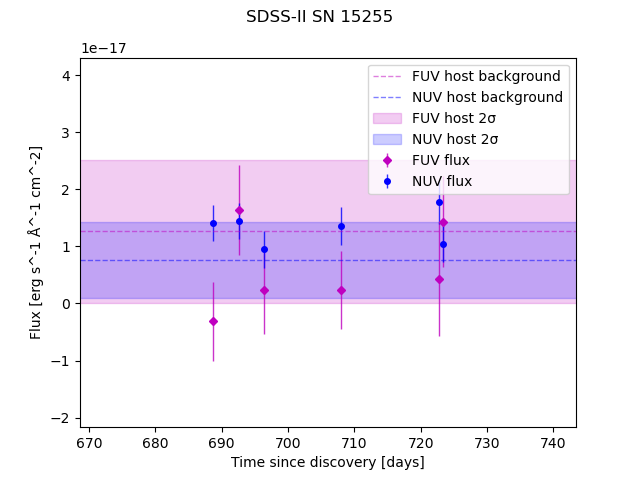 SDSS-II SN 15255
1e−17
FUV host background
NUV host background
FUV host 2σ
NUV host 2σ
FUV flux
NUV flux
4
3
2
1
0
−1
−2
Flux [erg s^-1 Å^-1 cm^-2]
670 680 690 700 710 720 730 740
Time since discovery [days]